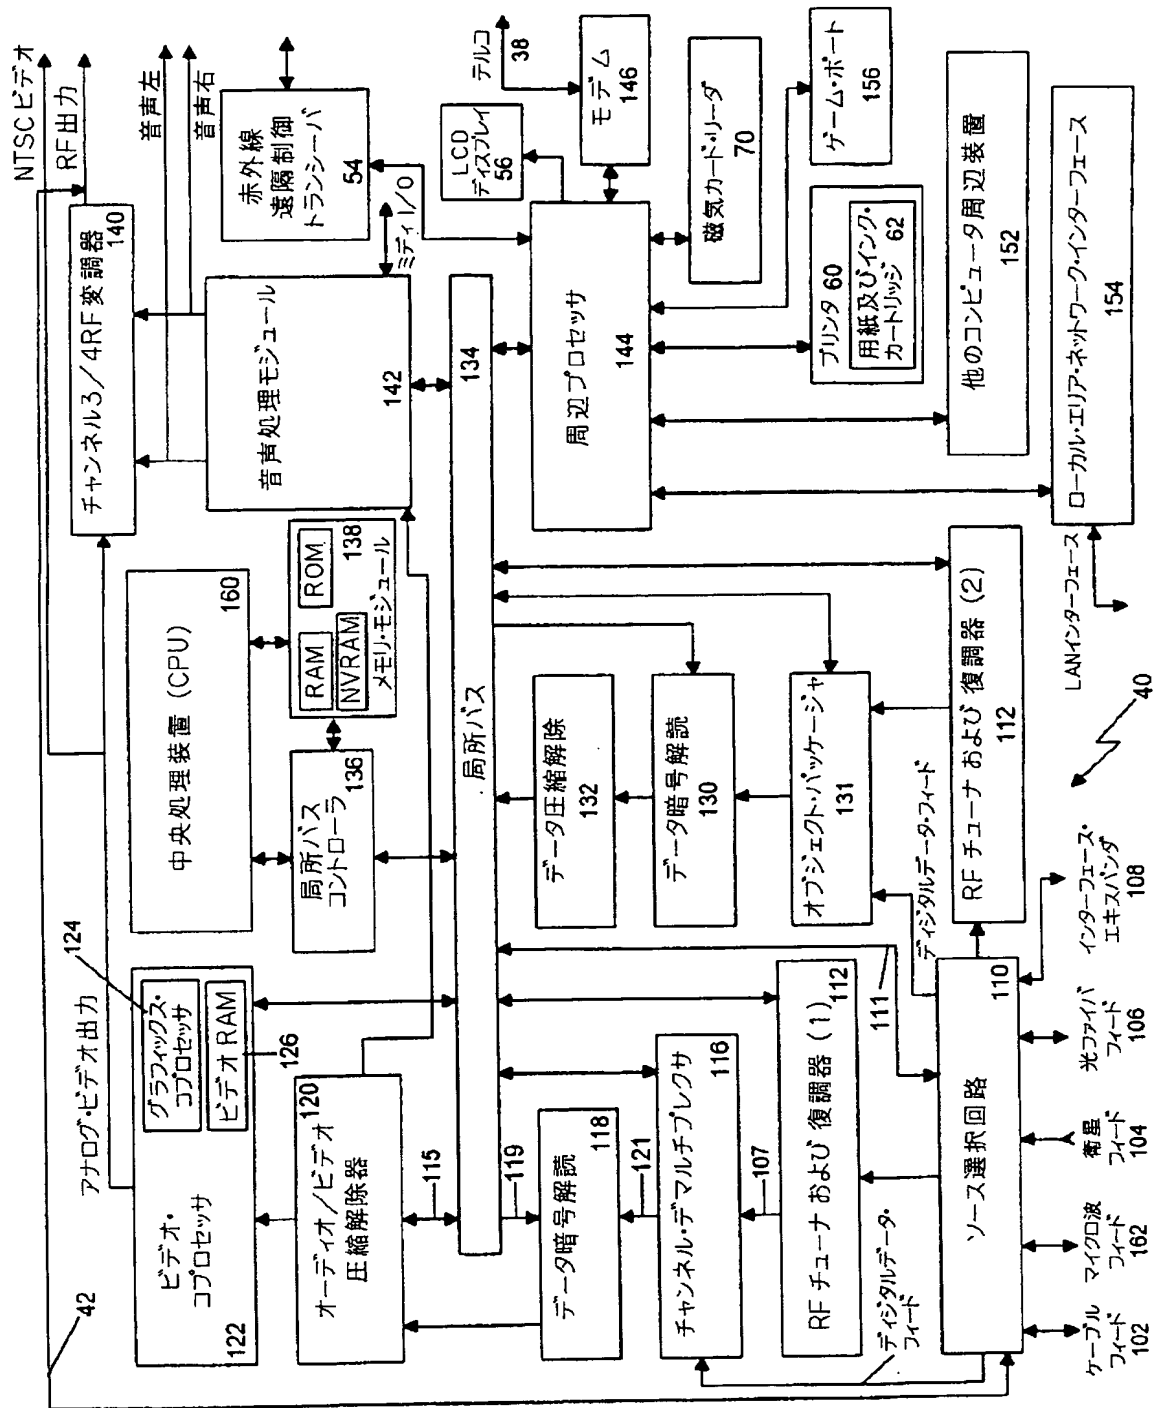 NTSCビデオ
RF出力
音声左
音声右
チャンネル3／4RF変調器
140
赤外線
遠隔制御
トランシーバ
54
ミディI／O
テルコ
38
LCD
ディスプレイ
56
モデム
146
磁気カード・リーダ
70
ゲーム・ポート
156
プリンタ 60
用紙及びインク・
カートリッジ 62
他のコンピュータ周辺装置
152
ローカル・エリア・ネットワーク・インターフェース
154
LANインターフェース
周辺プロセッサ
144
音声処理モジュール
142
134
局所バス
中央処理装置 (CPU)
160
RAM
ROM
NVRAM
138
メモリ・モジュール
局所バス
コントローラ
136
アナログ・ビデオ出力
124
グラフィックス・
コプロセッサ
ビデオRAM
126
ビデオ・
コプロセッサ
122
42
オーディオ／ビデオ
圧縮解除器
120
115
119
データ暗号解読
118
121
チャンネル・デマルチプレクサ
116
107
RFチューナ および 復調器 (1)
112
111
ディジタルデータ・
フィード
データ圧縮解除
132
データ暗号解読
130
オブジェクト・パッケージャ
131
ディジタルデータ・フィード
RFチューナ および 復調器 (2)
112
ソース選択回路
110
ケーブル
フィード
102
マイクロ波
フィード
162
衛星
フィード
104
光ファイバ
フィード
106
インターフェース・
エキスパンダ
108
40